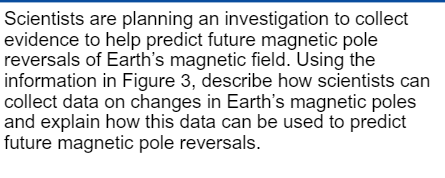 Scientists are planning an investigation to collect
evidence to help predict future magnetic pole
reversals of Earth's magnetic field. Using the
information in Figure 3, describe how scientists can
collect data on changes in Earth's magnetic poles
and explain how this data can be used to predict
future magnetic pole reversals.